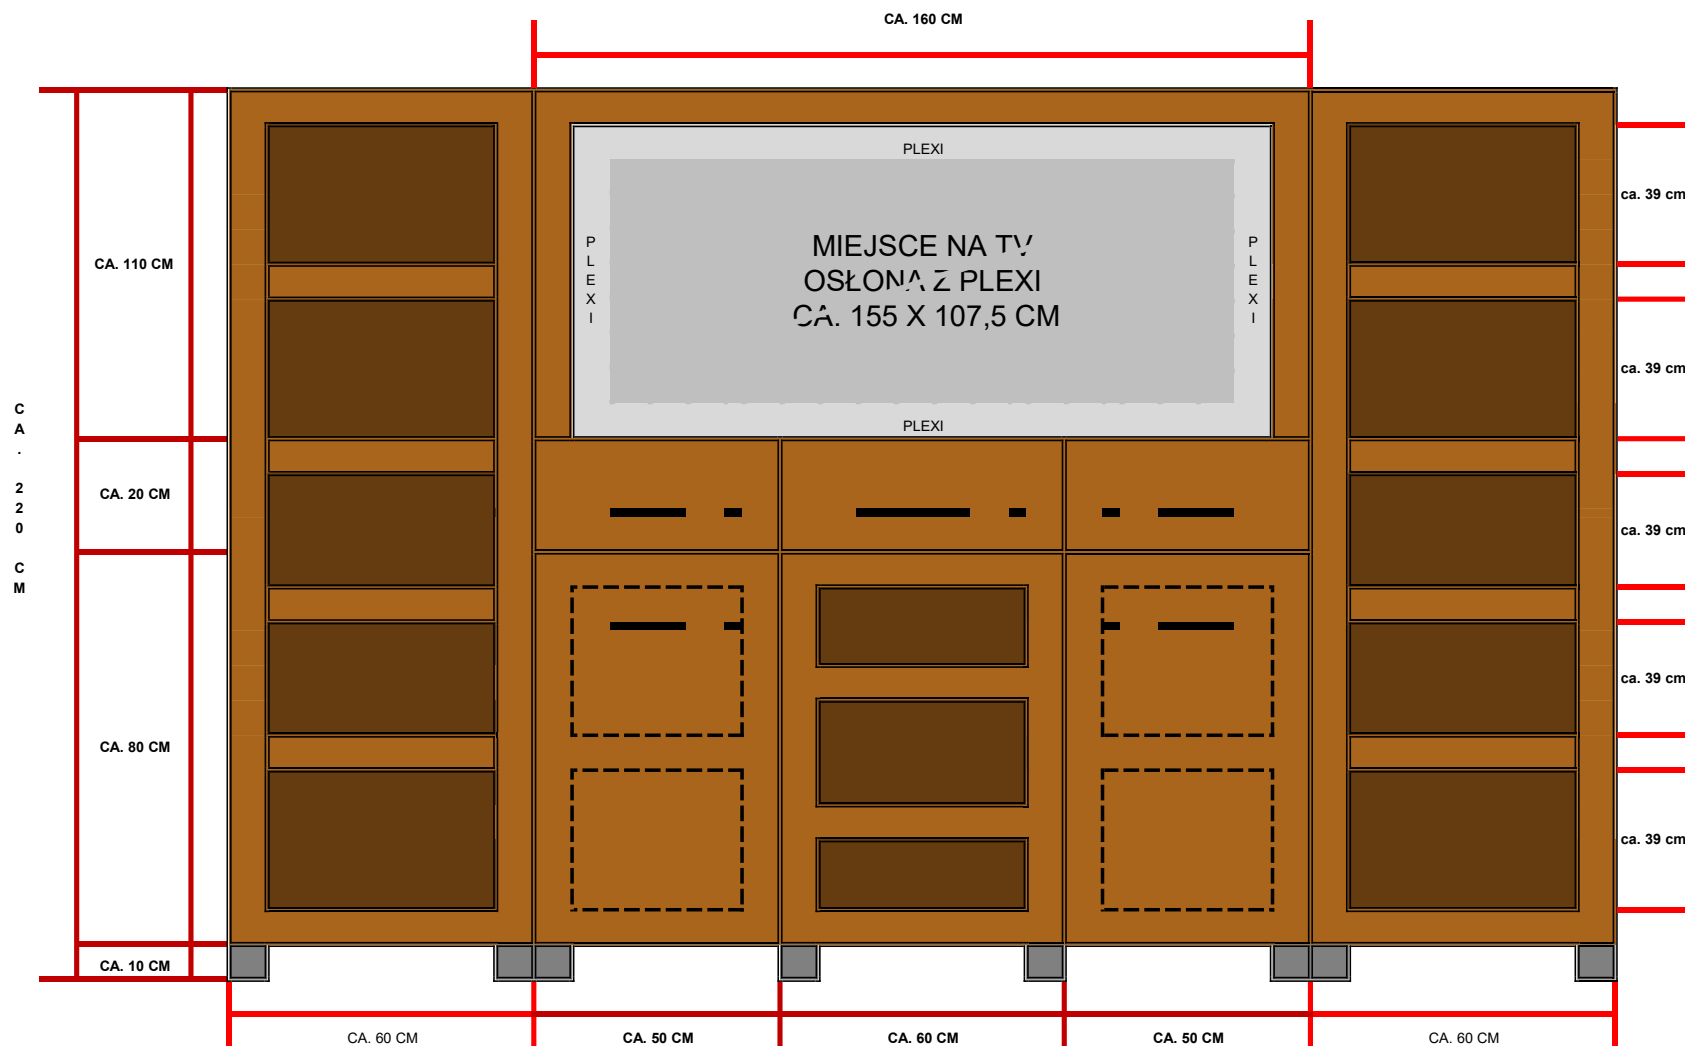 CA. 160 CM
PLEXI
PLEXI
MIEJSCE NA TV
OSŁONA Z PLEXI
CA. 155 X 107,5 CM
PLEXI
PLEXI
CA. 220 CM
CA. 110 CM
CA. 20 CM
CA. 80 CM
CA. 10 CM
ca. 39 cm
ca. 39 cm
ca. 39 cm
ca. 39 cm
ca. 39 cm
CA. 60 CM
CA. 50 CM
CA. 60 CM
CA. 50 CM
CA. 60 CM